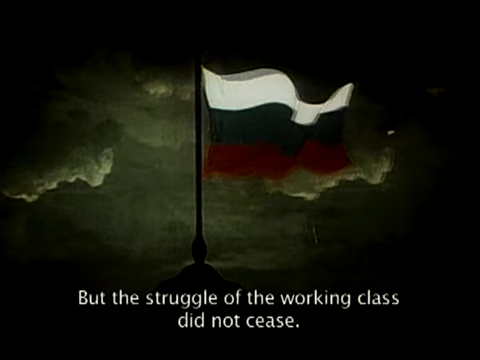 But the struggle of the working class
did not cease.